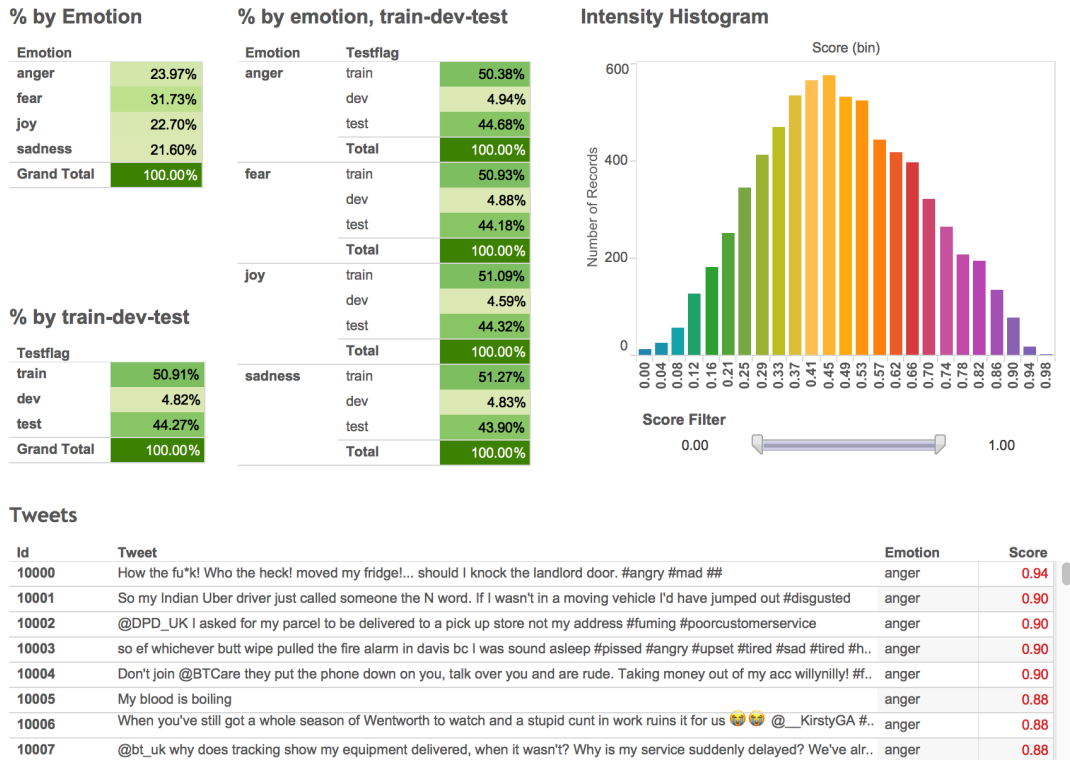 % by Emotion
Emotion
anger 23.97%
fear 31.73%
joy 22.70%
sadness 21.60%
Grand Total 100.00%
% by train-dev-test
Testflag
train 50.91%
dev 4.82%
test 44.27%
Grand Total 100.00%
% by emotion, train-dev-test
Emotion Testflag
anger train 50.38%
dev 4.94%
test 44.68%
Total 100.00%
fear train 50.93%
dev 4.88%
test 44.18%
Total 100.00%
joy train 51.09%
dev 4.59%
test 44.32%
Total 100.00%
sadness train 51.27%
dev 4.83%
test 43.90%
Total 100.00%
Intensity Histogram
Score (bin)
Number of Records
600
400
200
0
0.00 0.04 0.08 0.12 0.16 0.21 0.25 0.29 0.33 0.37 0.41 0.45 0.49 0.53 0.57 0.62 0.66 0.70 0.74 0.78 0.82 0.86 0.90 0.94 0.98
Score Filter
0.00 1.00
Tweets
Id Tweet Emotion Score
10000 How the fu*k! Who the heck! moved my fridge!... should I knock the landlord door. #angry #mad ## anger 0.94
10001 So my Indian Uber driver just called someone the N word. If I wasn't in a moving vehicle I'd have jumped out #disgusted anger 0.90
10002 @DPD_UK I asked for my parcel to be delivered to a pick up store not my address #fuming #poorcustomerservice anger 0.90
10003 so ef whichever butt wipe pulled the fire alarm in davis bc I was sound asleep #pissed #angry #upset #tired #sad #tired #h.. anger 0.90
10004 Don't join @BTCare they put the phone down on you, talk over you and are rude. Taking money out of my acc willynilly! #f.. anger 0.90
10005 My blood is boiling anger 0.88
10006 When you've still got a whole season of Wentworth to watch and a stupid cunt in work ruins it for us 😭😭 @__KirstyGA #.. anger 0.88
10007 @bt_uk why does tracking show my equipment delivered, when it wasn't? Why is my service suddenly delayed? We've alr.. anger 0.88